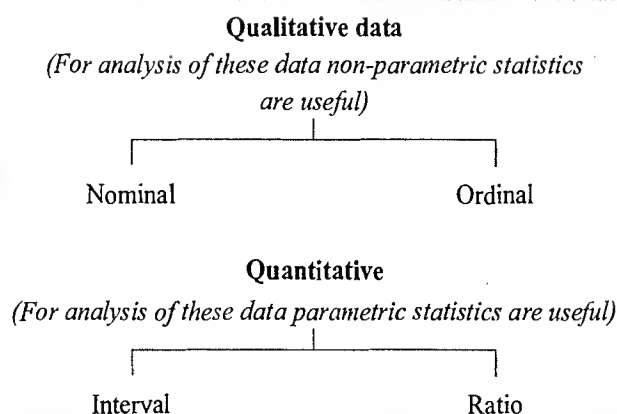 Qualitative data
(For analysis of these data non-parametric statistics
are useful)
Nominal Ordinal
Quantitative
(For analysis of these data parametric statistics are useful)
Interval Ratio